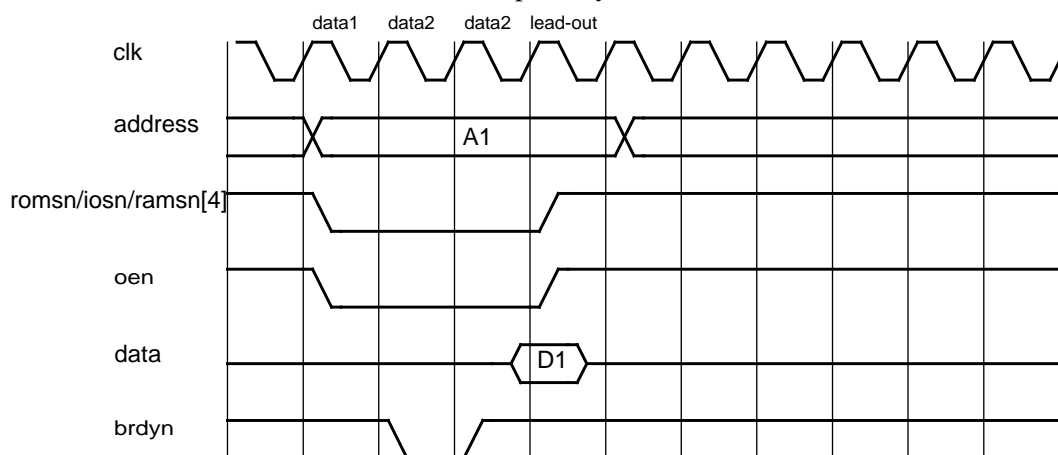 data1 data2 data2 lead-out
clk
address
A1
romsn/iosn/ramsn[4]
oen
data
D1
brdyn